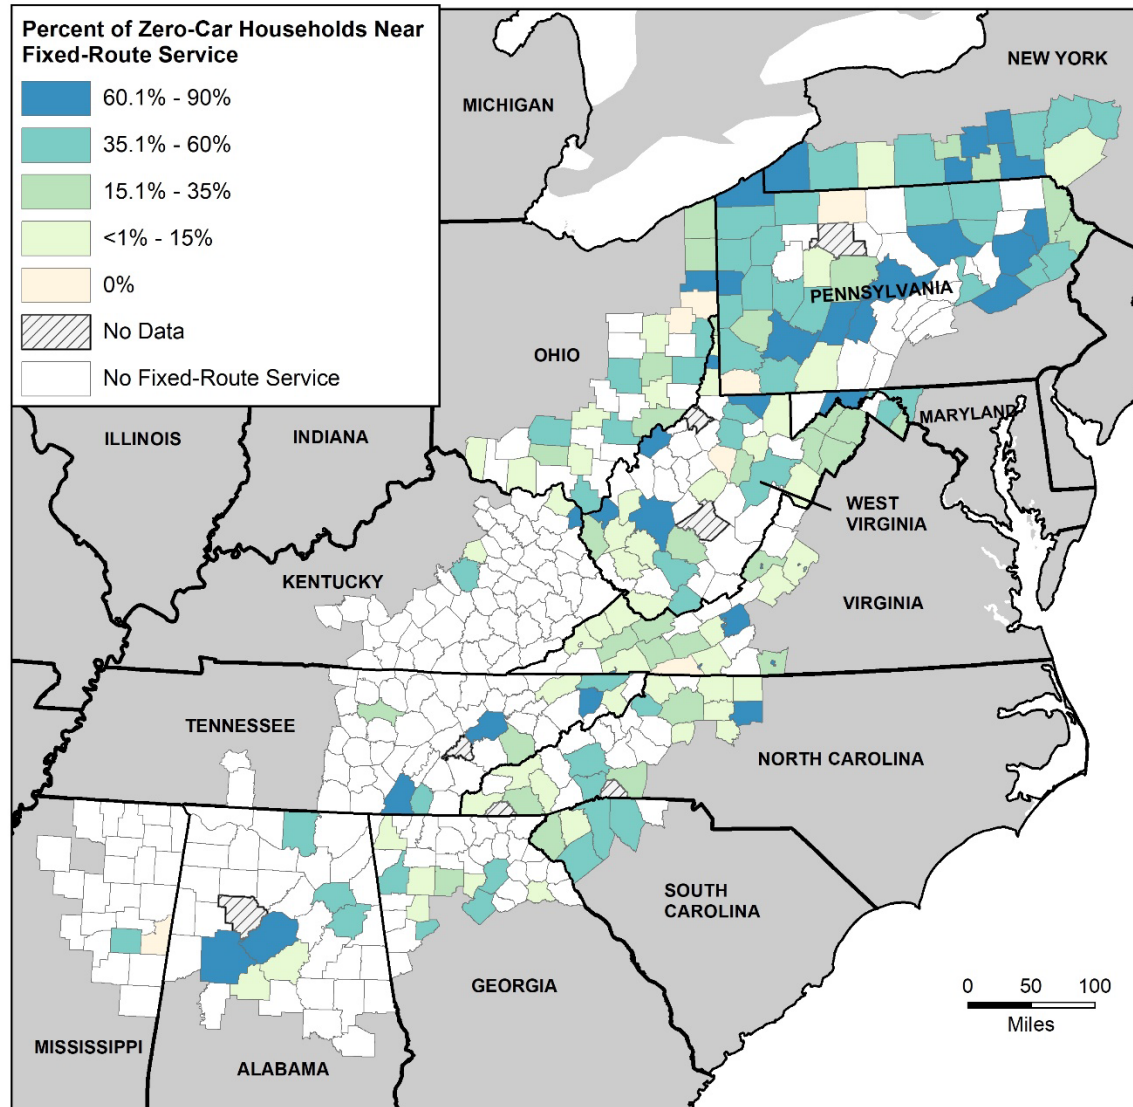 Percent of Zero-Car Households Near
Fixed-Route Service
60.1% - 90%
35.1% - 60%
15.1% - 35%
<1% - 15%
0%
No Data
No Fixed-Route Service
NEW YORK
MICHIGAN
PENNSYLVANIA
OHIO
ILLINOIS
INDIANA
MARYLAND
WEST
VIRGINIA
KENTUCKY
VIRGINIA
TENNESSEE
NORTH CAROLINA
SOUTH
CAROLINA
GEORGIA
MISSISSIPPI
ALABAMA
0 50 100
Miles